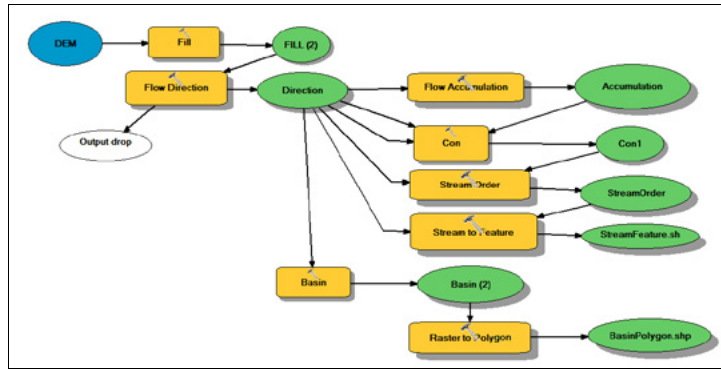 DEM
Fill
FILL (2)
Flow Direction
Direction
Flow Accumulation
Accumulation
Output drop
Con
Con1
StreamOrder
StreamOrder
Stream to Feature
StreamFeature.sh
Basin
Basin (2)
Raster to Polygon
BasinPolygon.shp